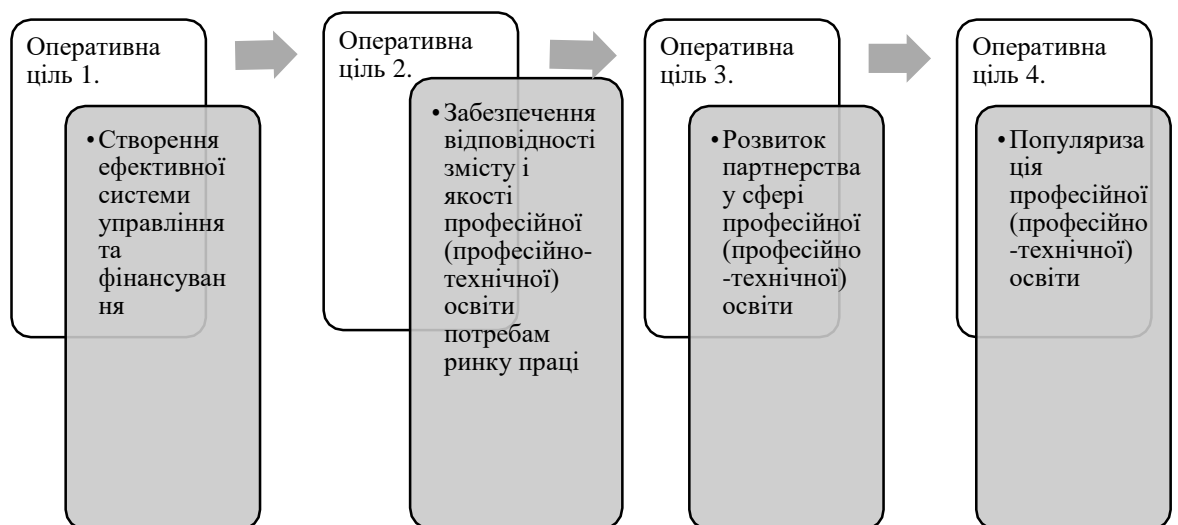 Оперативна
ціль 1.
•Створення
ефективної
системи
управління
та
фінансуван
ня
Оперативна
ціль 2.
•Забезпечення
відповідності
змісту і
якості
професійної
(професійно-
технічної)
освіти
потребам
ринку праці
Оперативна
ціль 3.
•Розвиток
партнерства
у сфері
професійної
(професійно
-технічної)
освіти
Оперативна
ціль 4.
•Популяриза
ція
професійної
(професійно
-технічної)
освіти